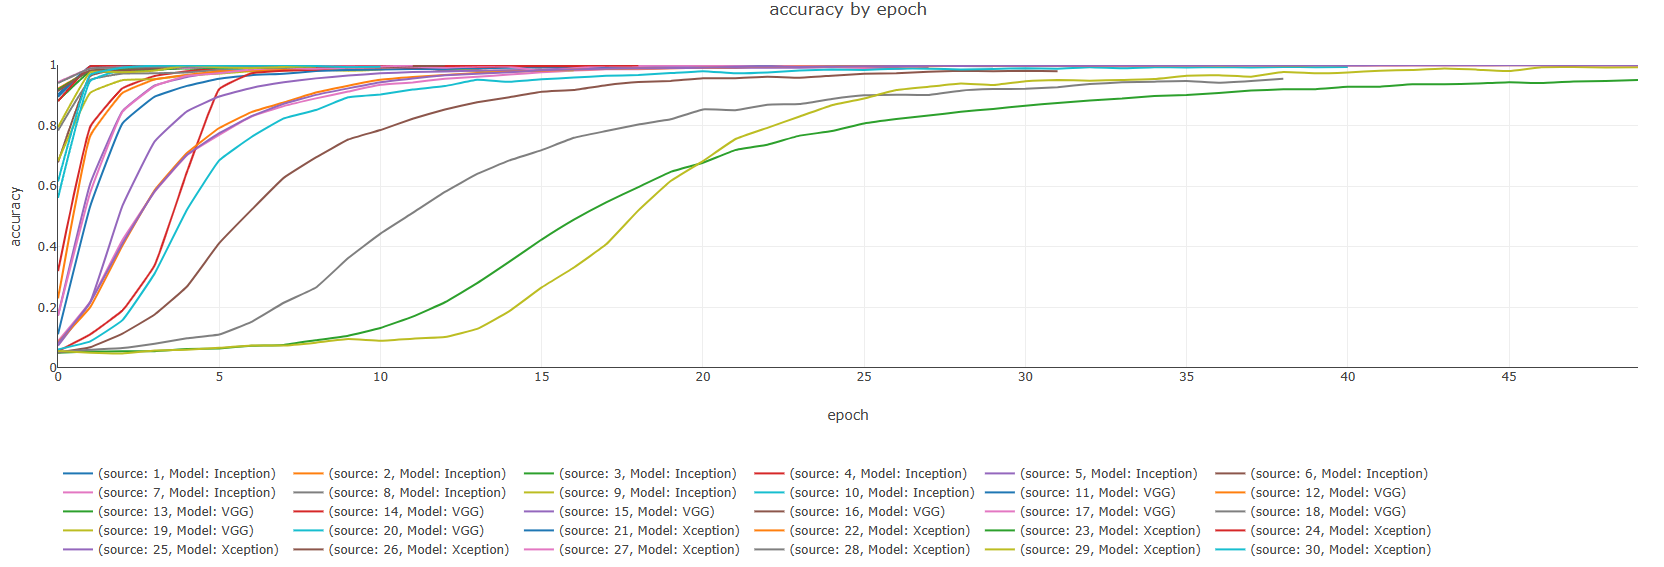 accuracy by epoch
1
0.8
0.6
0.4
0.2
0
accuracy
0 5 10 15 20 25 30 35 40 45
epoch
(source: 1, Model: Inception) (source: 2, Model: Inception) (source: 3, Model: Inception) (source: 4, Model: Inception) (source: 5, Model: Inception) (source: 6, Model: Inception)
(source: 7, Model: Inception) (source: 8, Model: Inception) (source: 9, Model: Inception) (source: 10, Model: Inception) (source: 11, Model: VGG) (source: 12, Model: VGG)
(source: 13, Model: VGG) (source: 14, Model: VGG) (source: 15, Model: VGG) (source: 16, Model: VGG) (source: 17, Model: VGG) (source: 18, Model: VGG)
(source: 19, Model: VGG) (source: 20, Model: VGG) (source: 21, Model: Xception) (source: 22, Model: Xception) (source: 23, Model: Xception) (source: 24, Model: Xception)
(source: 25, Model: Xception) (source: 26, Model: Xception) (source: 27, Model: Xception) (source: 28, Model: Xception) (source: 29, Model: Xception) (source: 30, Model: Xception)